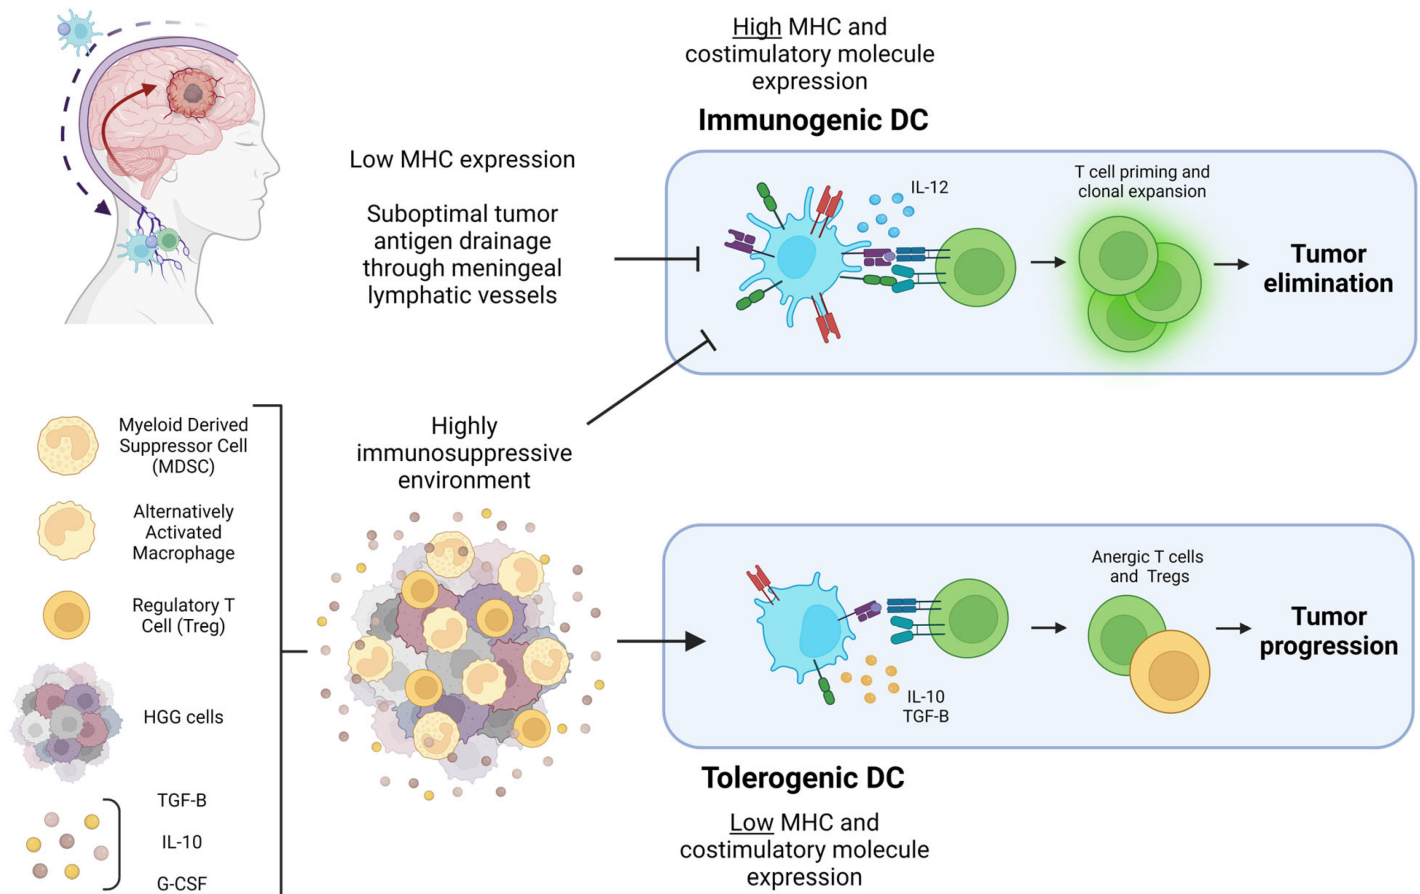 High MHC and
costimulatory molecule
expression
Immunogenic DC
Low MHC expression
Suboptimal tumor
antigen drainage
through meningeal
lymphatic vessels
IL-12
T cell priming and
clonal expansion
Tumor
elimination
Myeloid Derived
Suppressor Cell
(MDSC)
Alternatively
Activated
Macrophage
Regulatory T
Cell (Treg)
HGG cells
TGF-B
IL-10
G-CSF
Highly
immunosuppressive
environment
IL-10
TGF-B
Anergic T cells
and Tregs
Tumor
progression
Tolerogenic DC
Low MHC and
costimulatory molecule
expression